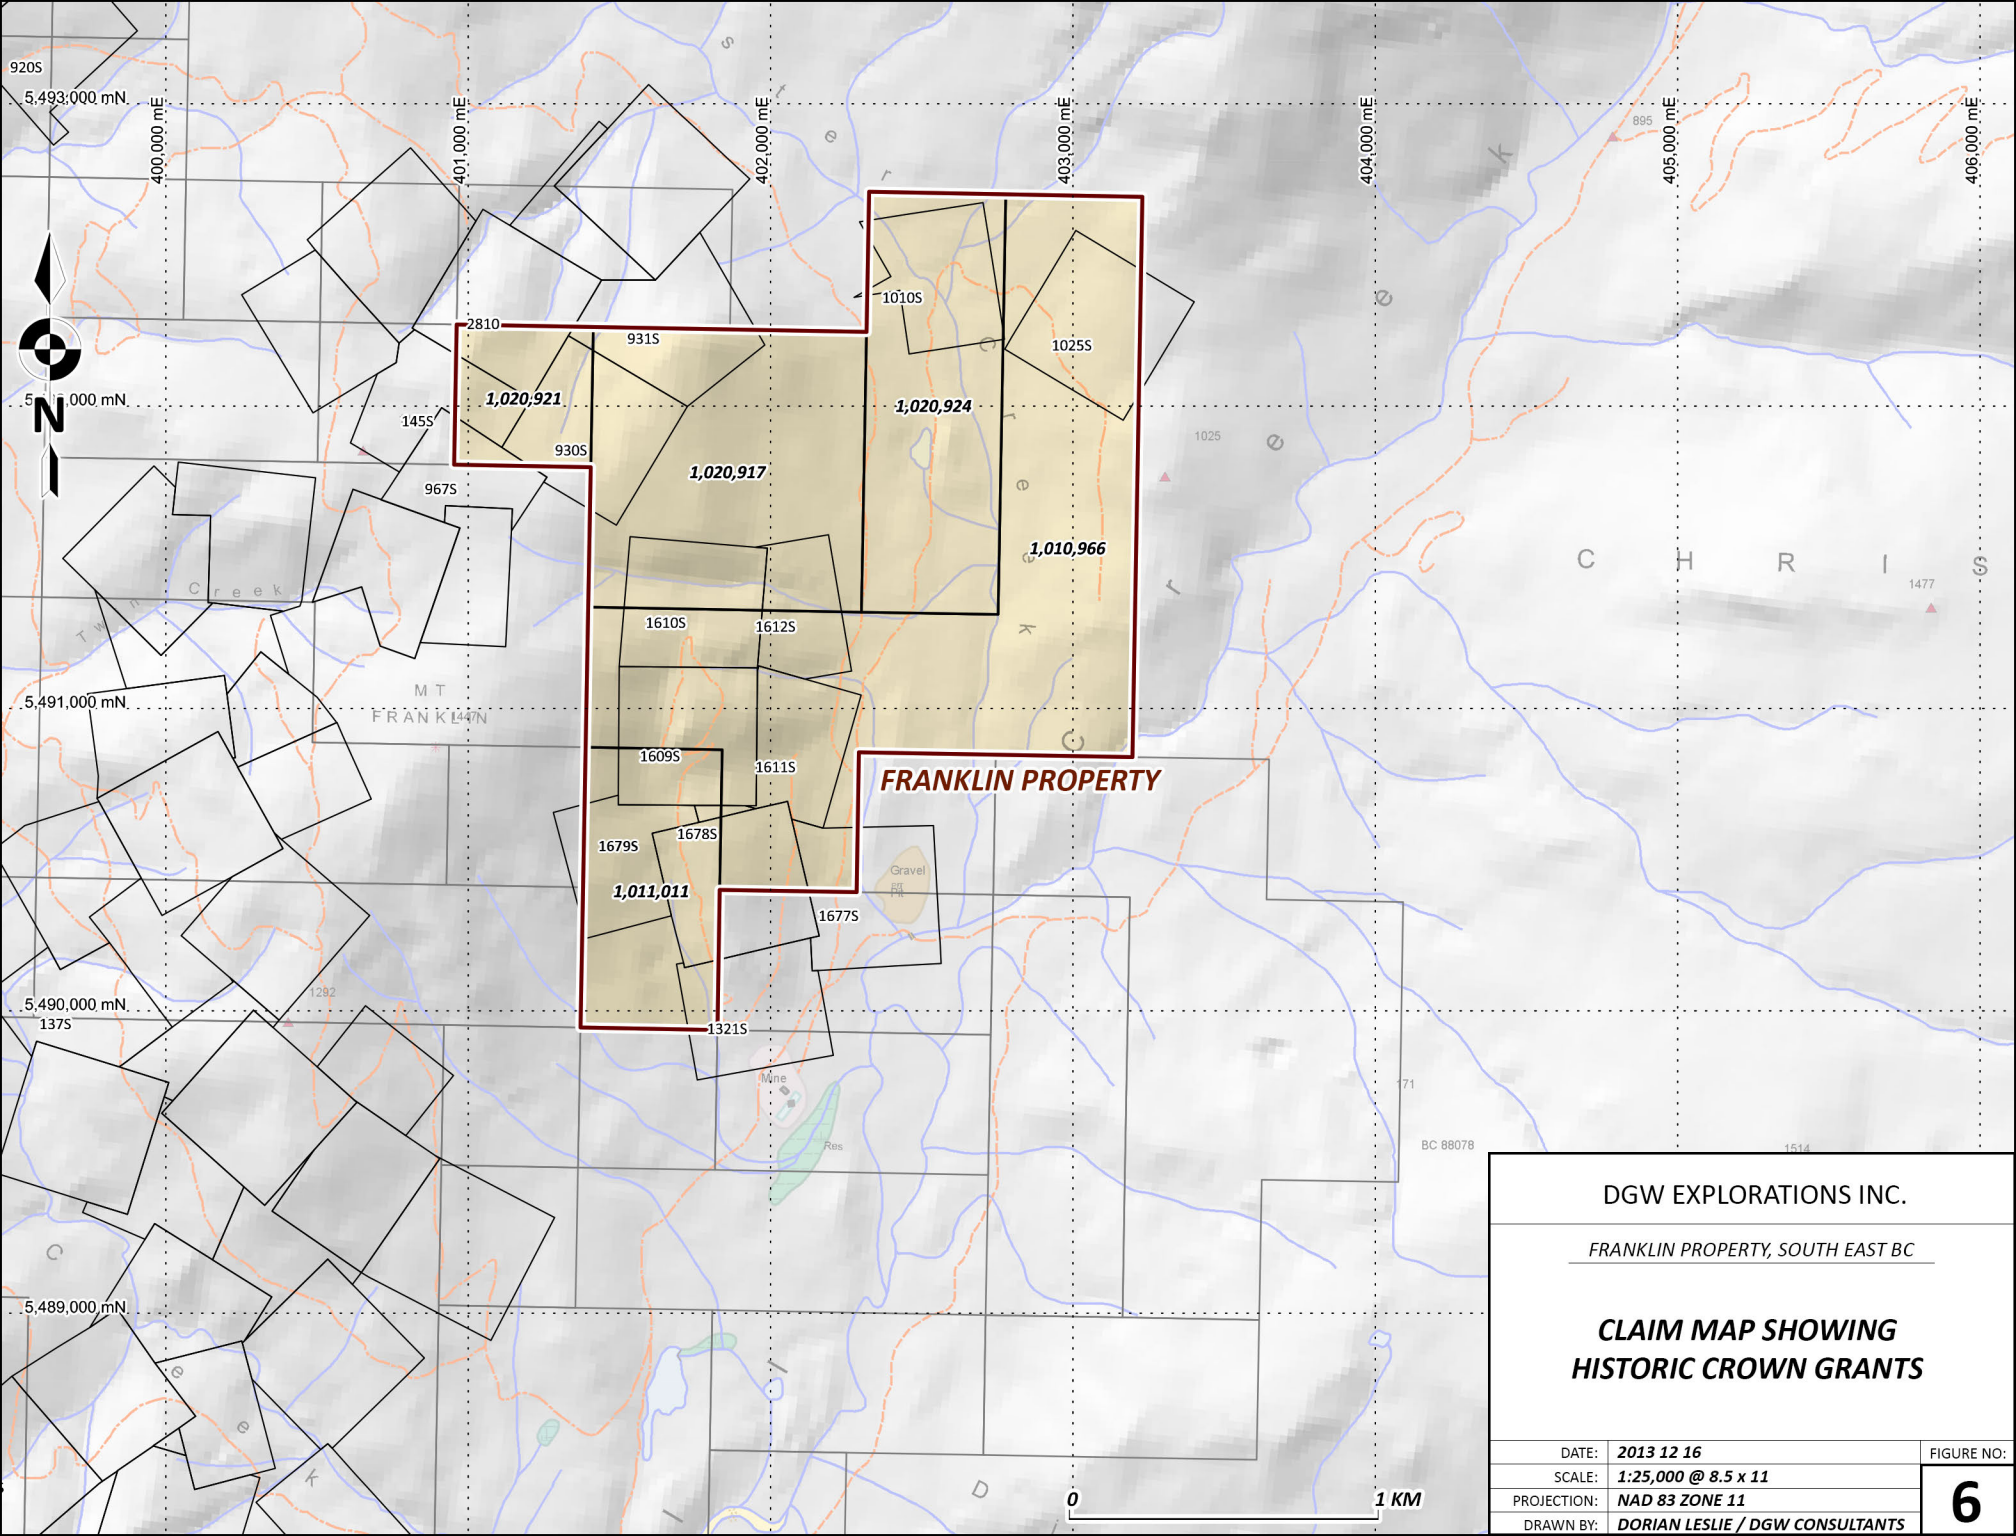 920S
5,493,000 mN
400,000 mE
401,000 mE
402,000 mE
403,000 mE
404,000 mE
405,000 mE
406,000 mE
895
s t e r
C r e e k
C r e e k
1010S
2810
931S
1025S
N
000 mN
1,020,921
1,020,924
145S
1025
930S
1,020,917
967S
1,010,966
C H R I S
1477
Creek
1610S
1612S
MT
FRANKLIN
1447
5,491,000 mN
1609S
1611S
FRANKLIN PROPERTY
1678S
1679S
Gravel
Pit
1,011,011
1677S
1292
5,490,000 mN
137S
1321S
Mine
171
Res
BC 88078
1514
C
e
e
k
5,489,000 mN
I
D
0
1 KM
DGW EXPLORATIONS INC.
FRANKLIN PROPERTY, SOUTH EAST BC
CLAIM MAP SHOWING
HISTORIC CROWN GRANTS
DATE: 2013 12 16
FIGURE NO:
SCALE: 1:25,000 @ 8.5 x 11
PROJECTION: NAD 83 ZONE 11
6
DRAWN BY: DORIAN LESLIE / DGW CONSULTANTS